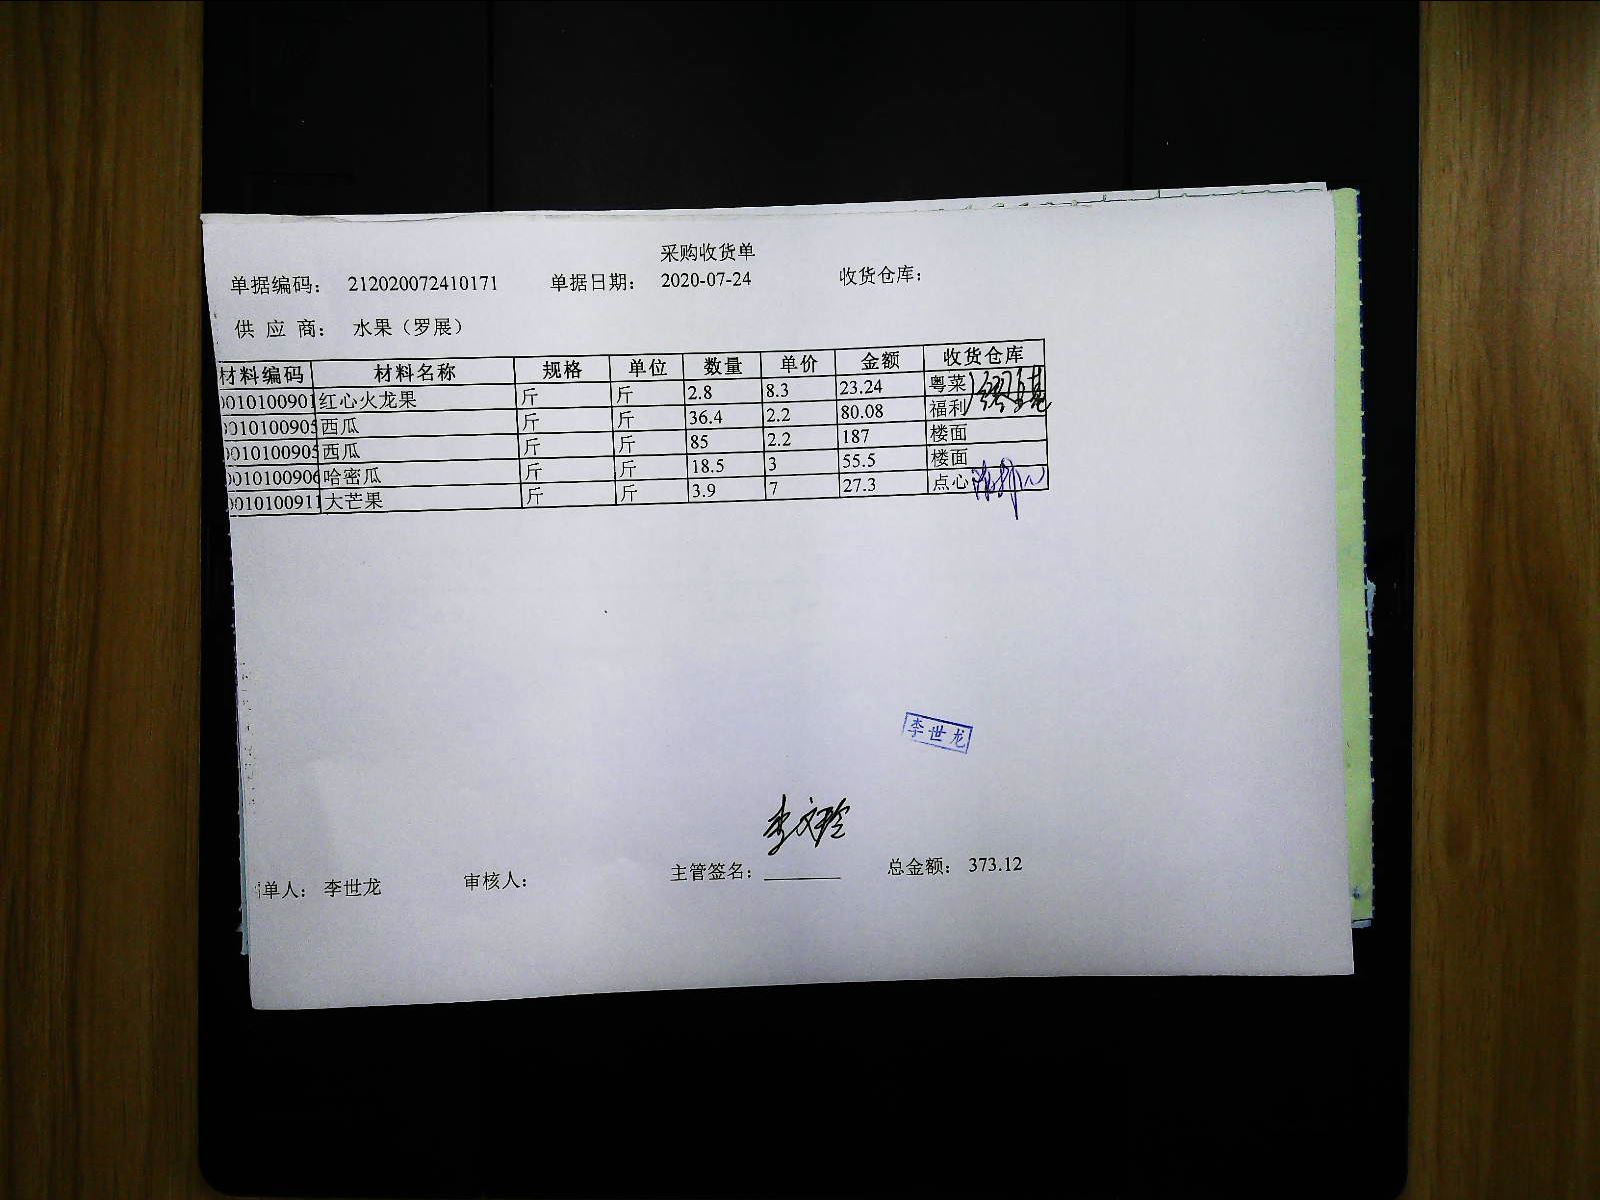 采购收货单
单据编码: 212020072410171 单据日期: 2020-07-24 收货仓库:
供 应 商: 水果（罗展）
材料编码 材料名称 规格 单位 数量 单价 金额 收货仓库
0010100901 红心火龙果 斤 斤 2.8 8.3 23.24 粤菜
0010100905 西瓜 斤 斤 36.4 2.2 80.08 福利
0010100905 西瓜 斤 斤 85 2.2 187 楼面
0010100906 哈密瓜 斤 斤 18.5 3 55.5 楼面
0010100911 大芒果 斤 斤 3.9 7 27.3 点心
李世龙
李文玲
单人: 李世龙 审核人: 主管签名: 总金额: 373.12